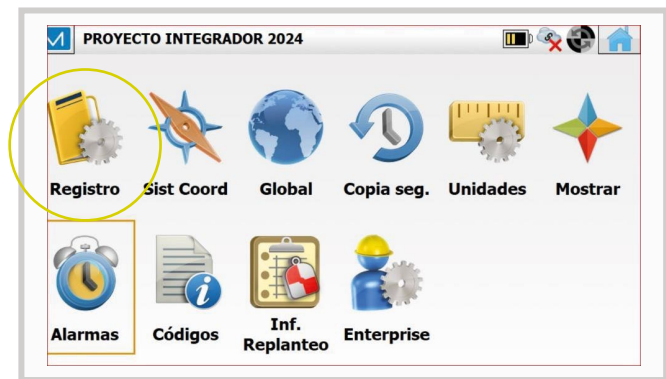 PROYECTO INTEGRADOR 2024
Registro
Sist Coord
Global
Copia seg.
Unidades
Mostrar
Alarmas
Códigos
Inf.
Replanteo
Enterprise